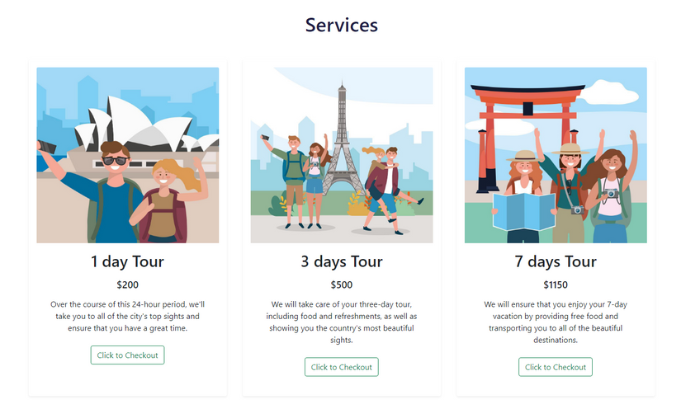 Services
1 day Tour
$200
Over the course of this 24-hour period, we'll
take you to all of the city's top sights and
ensure that you have a great time.
Click to Checkout
3 days Tour
$500
We will take care of your three-day tour,
including food and refreshments, as well as
showing you the country's most beautiful
sights.
Click to Checkout
7 days Tour
$1150
We will ensure that you enjoy your 7-day
vacation by providing free food and
transporting you to all of the beautiful
destinations.
Click to Checkout